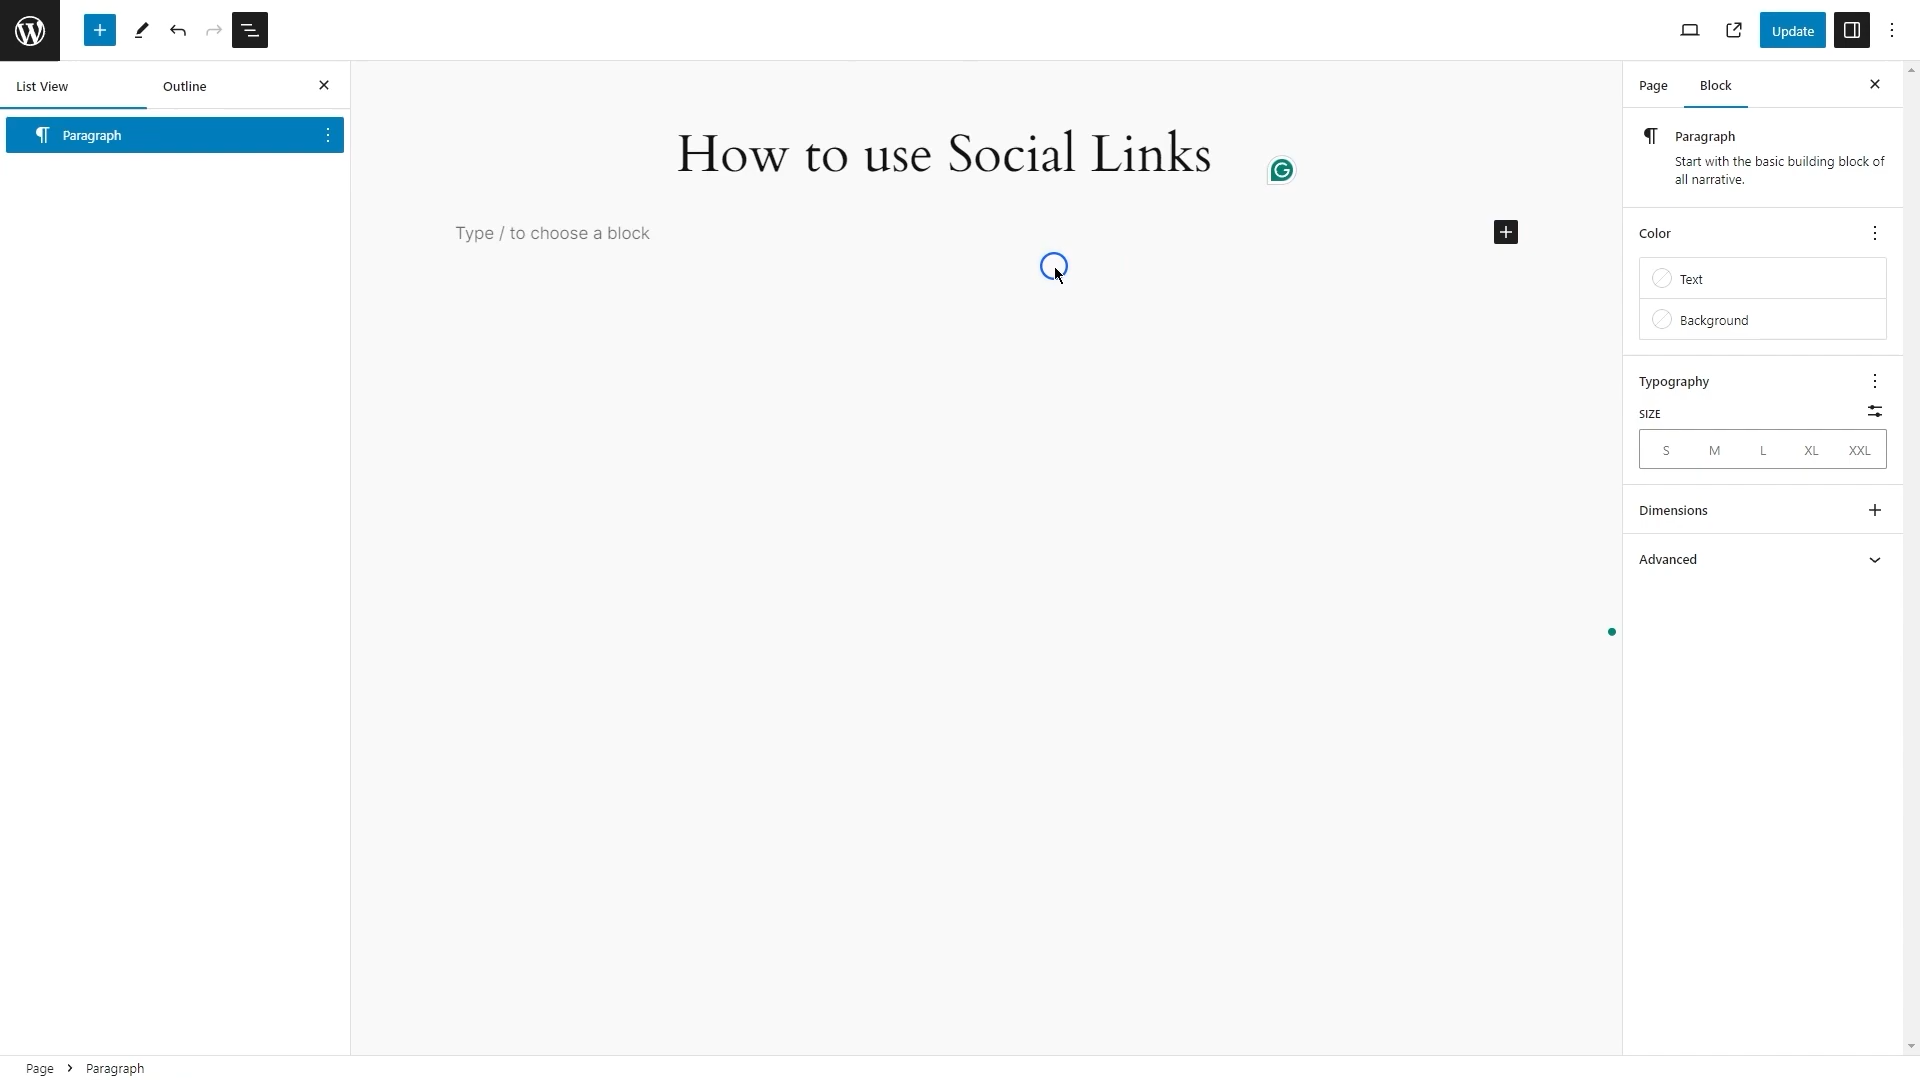 Update
List View
Outline
Paragraph
How to use Social Links
Type / to choose a block
Page
Block
Paragraph
Start with the basic building block of
all narrative.
Color
Text
Background
Typography
SIZE
S M L XL XXL
Dimensions
Advanced
Page > Paragraph